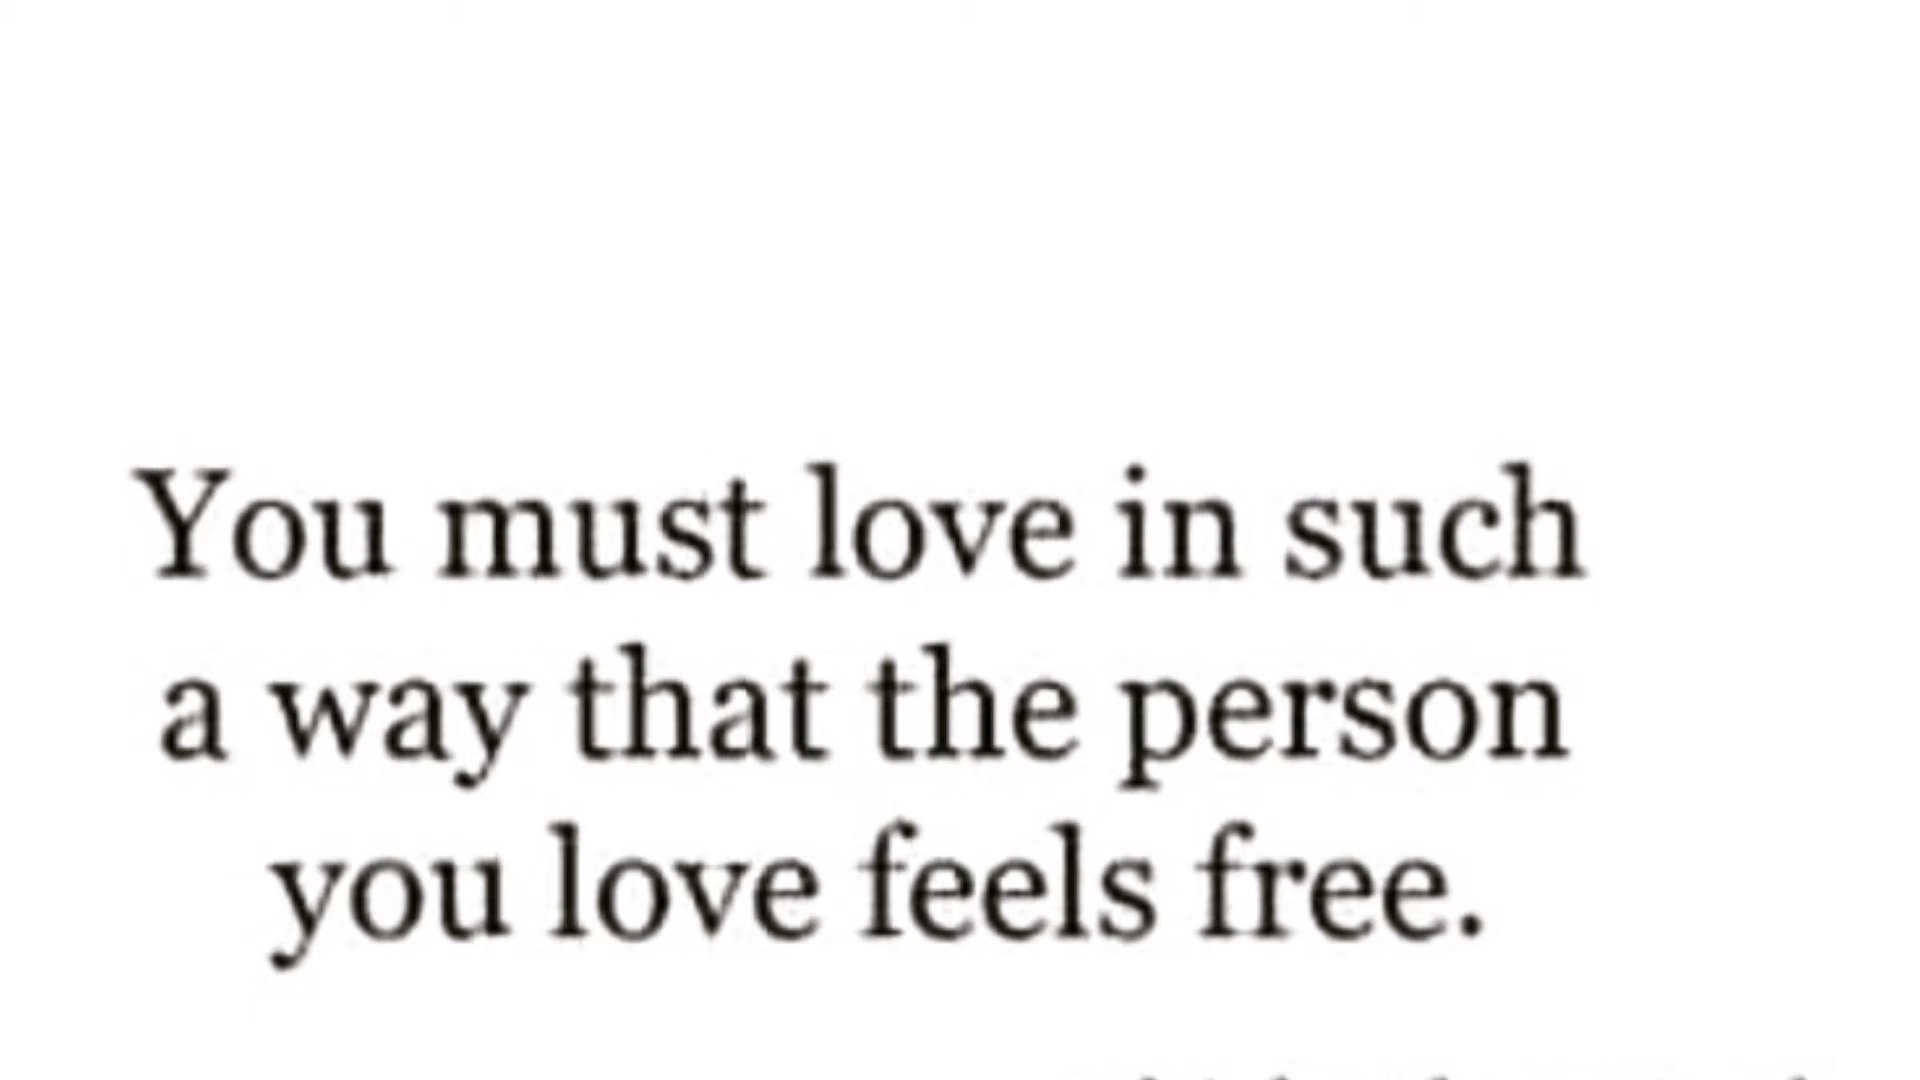 You must love in such
a way that the person
you love feels free.